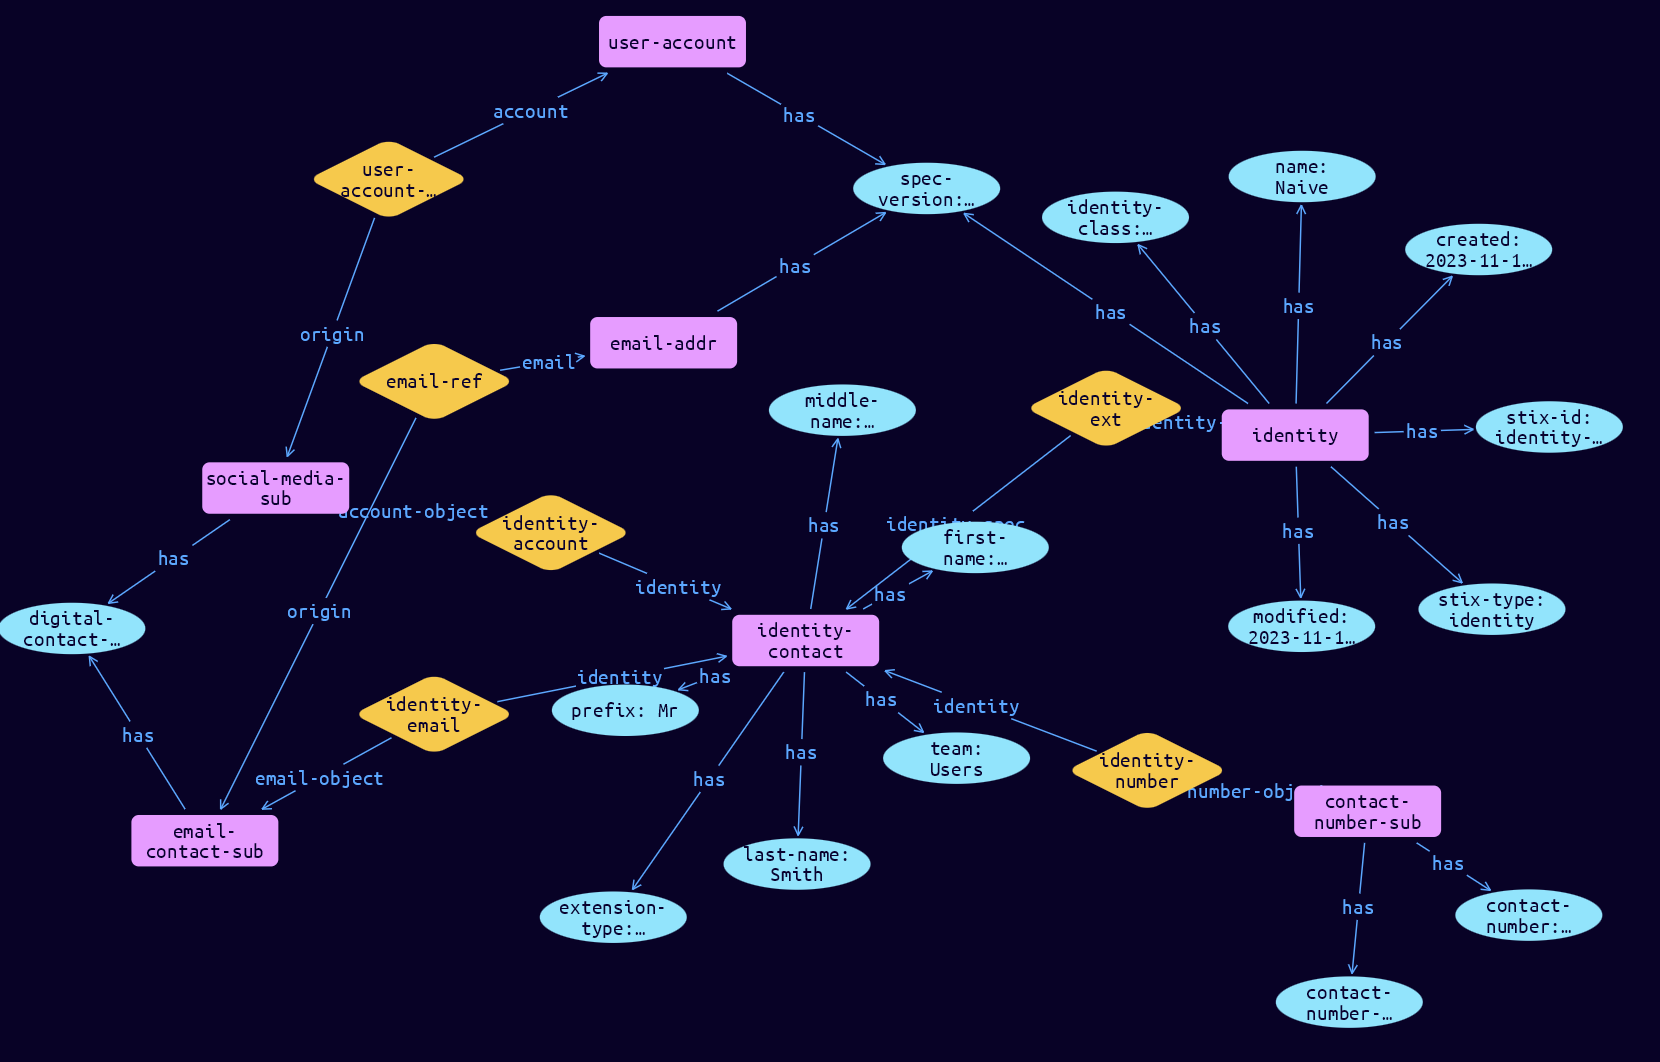 user-account
account
has
user-
account-…
spec-
version:…
name:
Naive
identity-
class:…
created:
2023-11-1…
has
has
has
has
origin
has
email-addr
email
email-ref
has
middle-
name:…
identity-
ext
identity
has
stix-id:
identity-…
social-media-
sub
account-object
identity-
account
has
first-
name:…
has
has
has
identity
has
stix-type:
identity
modified:
2023-11-1…
digital-
contact-…
origin
identity-
contact
identity
has
has
identity
identity-
email
prefix: Mr
has
has
has
team:
Users
identity-
number
email-object
contact-
number-sub
email-
contact-sub
last-name:
Smith
has
extension-
type:…
has
contact-
number:…
contact-
number-…